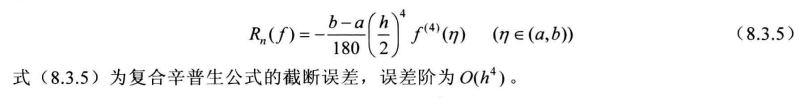 $$R_n(f)=-\frac{b-a}{180}\left(\frac{h}{2}\right)^4 f^{(4)}(\eta) \quad (\eta\in(a,b)) \quad (8.3.5)$$
式（8.3.5）为复合辛普生公式的截断误差，误差阶为 $O(h^4)$。